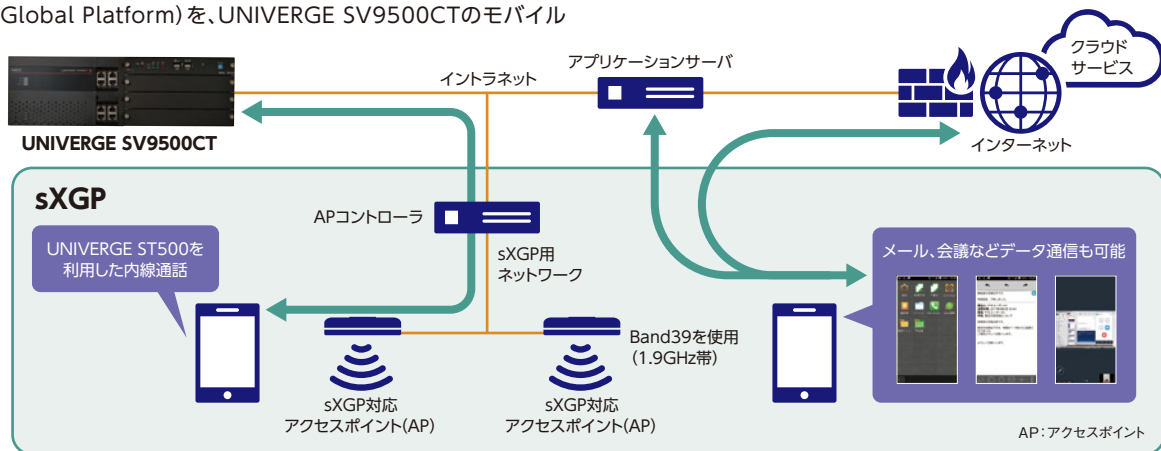 Global Platform)を、UNIVERGE SV9500CTのモバイル
クラウド
サービス
アプリケーションサーバ
イントラネット
UNIVERGE SV9500CT
インターネット
sXGP
APコントローラ
UNIVERGE ST500を
利用した内線通話
sXGP用
ネットワーク
メール、会議などデータ通信も可能
Band39を使用
(1.9GHz帯)
sXGP対応
アクセスポイント(AP)
sXGP対応
アクセスポイント(AP)
AP：アクセスポイント